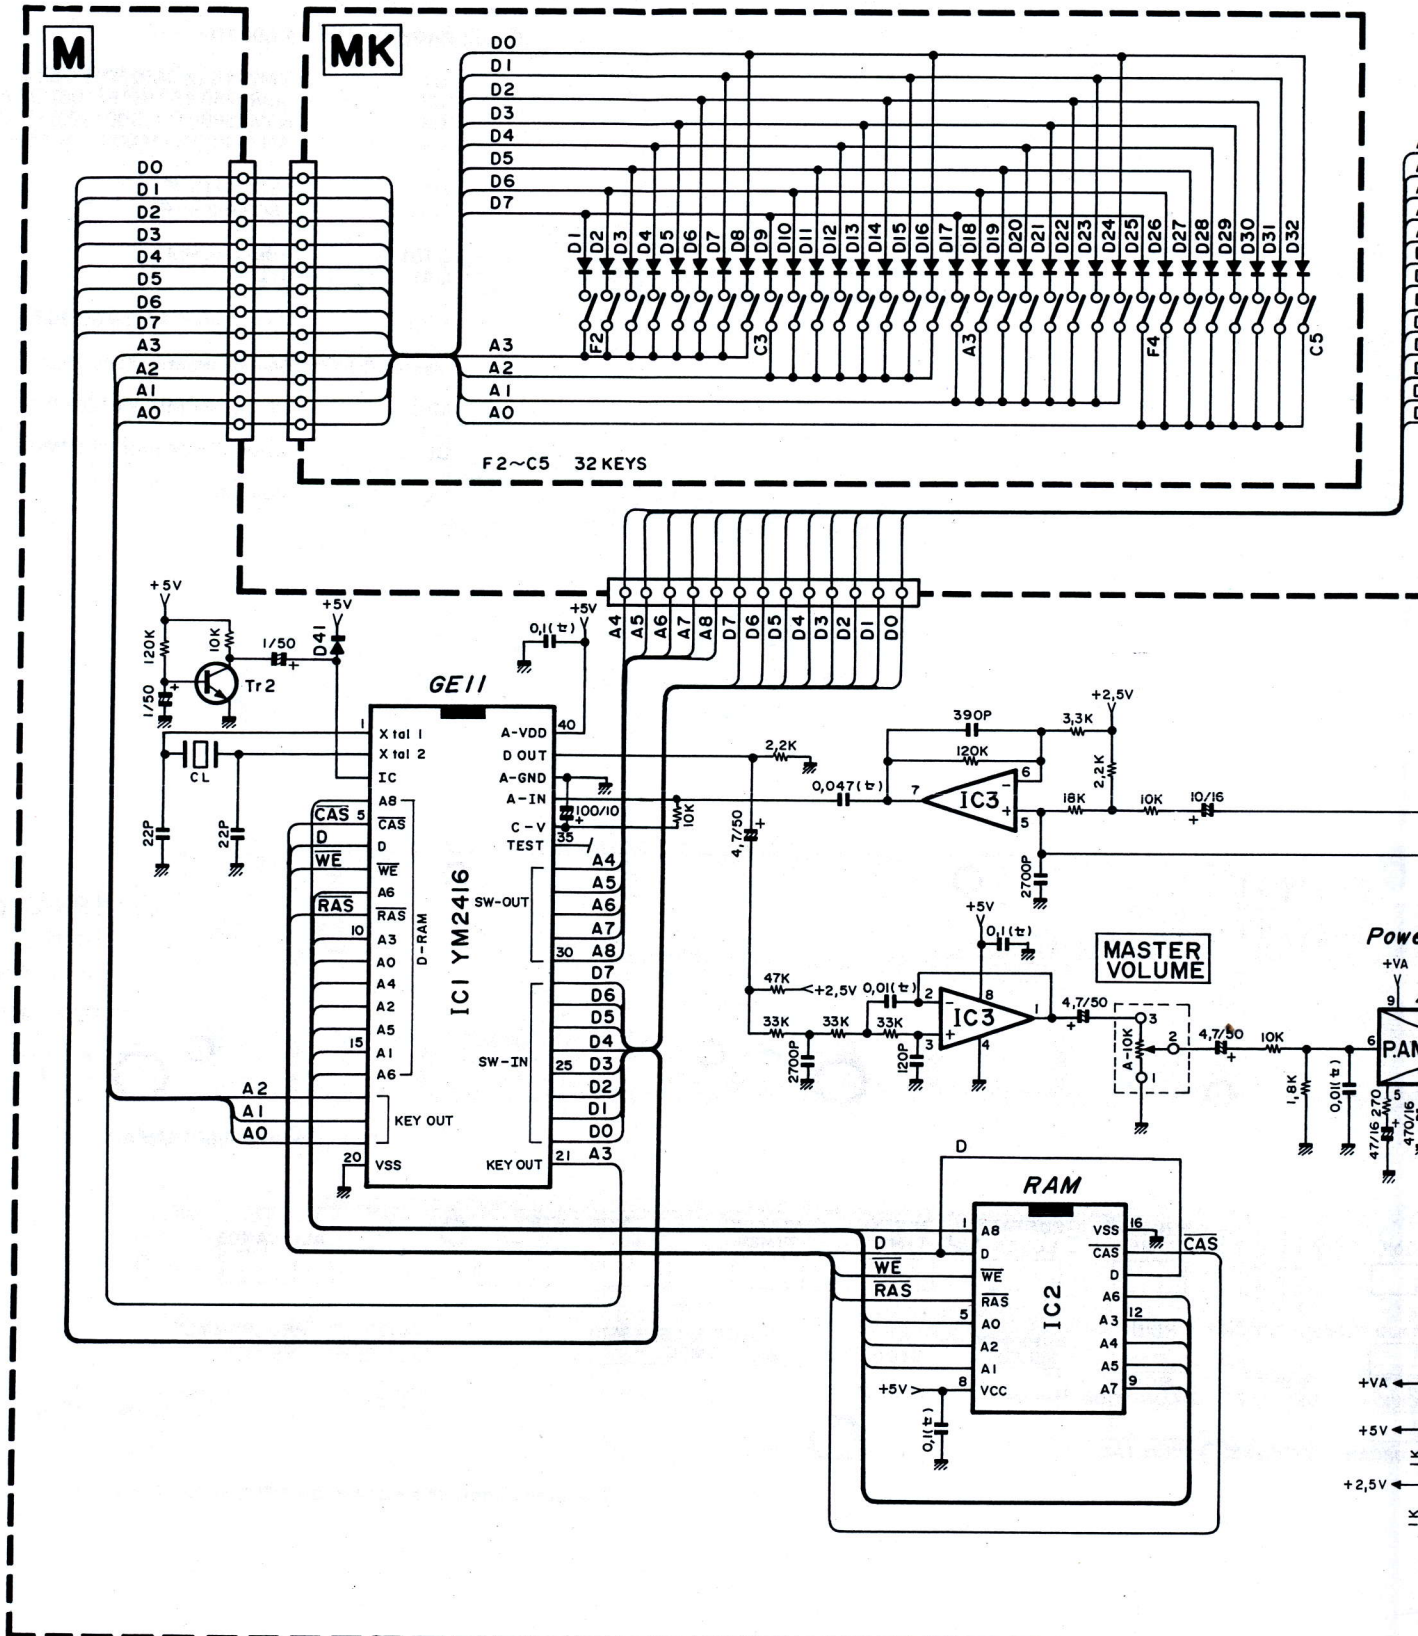 M
MK
D0
D1
D2
D3
D4
D5
D6
D7
D0
D1
D2
D3
D4
D5
D6
D7
A3
A2
A1
A0
D1
D2
D3
D4
D5
D6
D7
D8
D9
D10
D11
D12
D13
D14
D15
D16
D17
D18
D19
D20
D21
D22
D23
D24
D25
D26
D27
D28
D29
D30
D31
D32
F2
C3
A3
F4
C5
A3
A2
A1
A0
F2~C5 32 KEYS
+5V
120K
10K
1/50
+
D41
+5V
1/50
+
Tr2
0,1(セ)
+5V
A4
A5
A6
A7
A8
D7
D6
D5
D4
D3
D2
D1
D0
GE11
1
Xtal 1
Xtal 2
IC
A8
CAS 5
CAS
D
D
WE
WE
A6
RAS
RAS
10
A3
A0
A4
A2
A5
15
A1
A6
D-RAM
A2
A1
A0
KEY OUT
20
VSS
IC1 YM2416
A-VDD
40
D OUT
A-GND
A-IN
C-V
TEST
35
SW-OUT
A4
A5
A6
A7
30
A8
SW-IN
D7
D6
D5
D4
25
D3
D2
D1
D0
KEY OUT
21
A3
CL
22P
22P
100/10
+
10K
2,2K
4,7/50
+
0,047(セ)
390P
120K
3,3K
+2,5V
2,2K
7
IC3
-
6
+
5
18K
10K
10/16
+
2700P
+5V
0,1(セ)
47K
+2,5V
0,01(セ)
33K
33K
33K
2700P
120P
2
-
3
+
IC3
8
4
1
4,7/50
+
MASTER
VOLUME
A-10K
3
2
1
4,7/50
+
10K
1,8K
0,01(セ)
+VA
9
6
5
270
47/16
+
470/16
D
RAM
1
A8
D
D
WE
WE
RAS
RAS
5
A0
A2
A1
+5V
8
VCC
0,1(セ)
IC2
VSS
16
CAS
CAS
D
A6
A3
12
A4
A5
A7
9
+VA
+5V
1K
+2,5V
1K